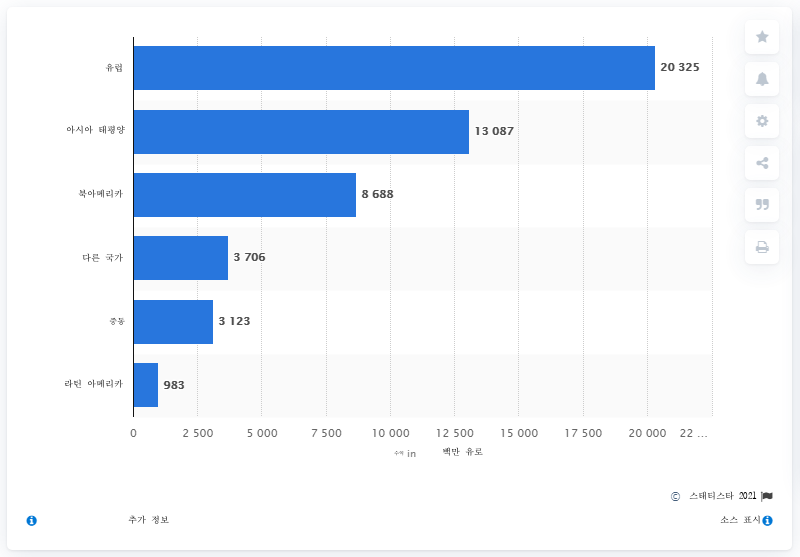 유럽
20 325
아시아 태평양
13 087
북아메리카
8 688
다른 국가
3 706
중동
3 123
라틴 아메리카
983
0 2 500 5 000 7 500 10 000 12 500 15 000 17 500 20 000 22 ...
수익 in 백만 유로
© 스태티스타 2021
추가 정보
소스 표시